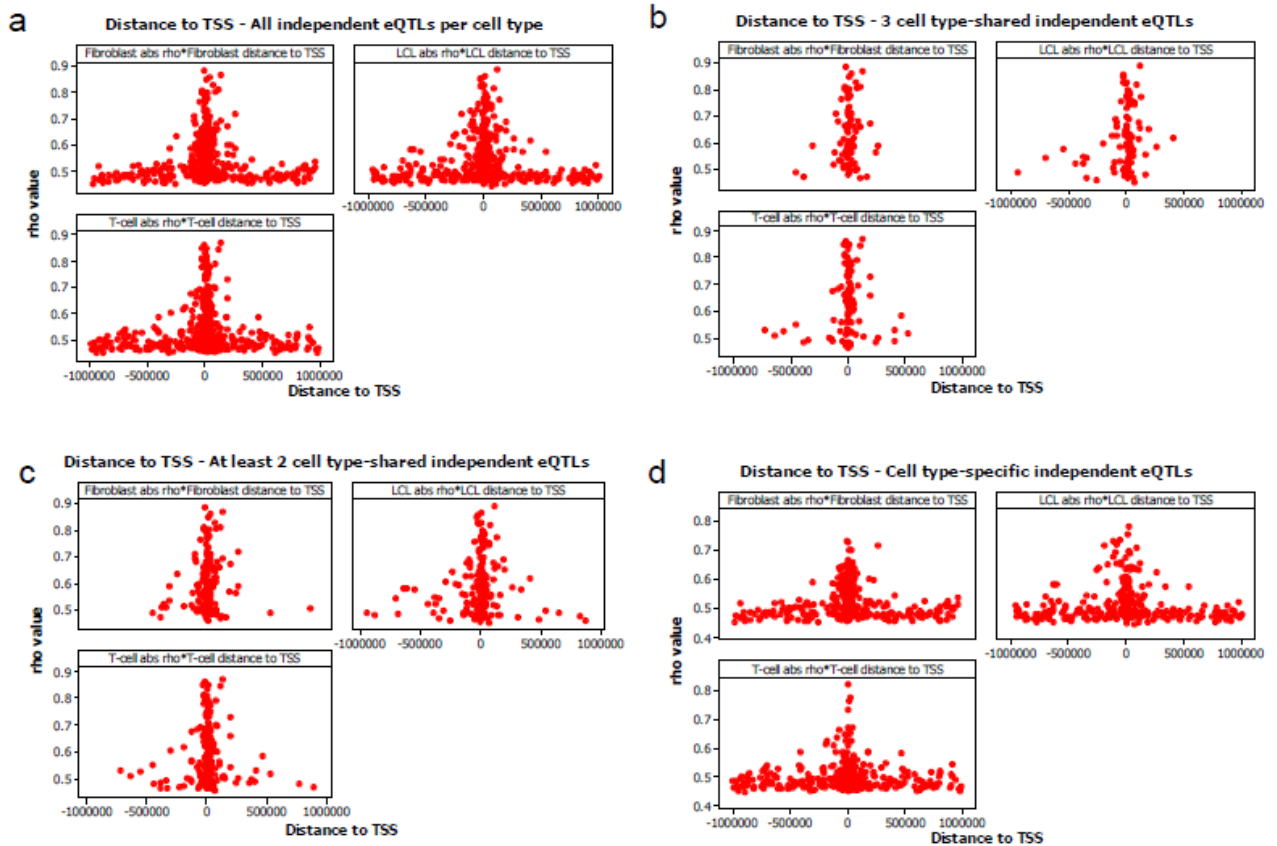 a
Distance to TSS - All independent eQTLs per cell type
Fibroblast abs rho*Fibroblast distance to TSS
LCL abs rho*LCL distance to TSS
0.9
0.8
0.7
0.6
0.5
rho value
-1000000 -500000 0 500000 1000000
T-cell abs rho*T-cell distance to TSS
0.9
0.8
0.7
0.6
0.5
-1000000 -500000 0 500000 1000000
Distance to TSS
b
Distance to TSS - 3 cell type-shared independent eQTLs
Fibroblast abs rho*Fibroblast distance to TSS
LCL abs rho*LCL distance to TSS
0.9
0.8
0.7
0.6
0.5
rho value
-1000000 -500000 0 500000 1000000
T-cell abs rho*T-cell distance to TSS
0.9
0.8
0.7
0.6
0.5
-1000000 -500000 0 500000 1000000
Distance to TSS
c
Distance to TSS - At least 2 cell type-shared independent eQTLs
Fibroblast abs rho*Fibroblast distance to TSS
LCL abs rho*LCL distance to TSS
0.9
0.8
0.7
0.6
0.5
rho value
-1000000 -500000 0 500000 1000000
T-cell abs rho*T-cell distance to TSS
0.9
0.8
0.7
0.6
0.5
-1000000 -500000 0 500000 1000000
Distance to TSS
d
Distance to TSS - Cell type-specific independent eQTLs
Fibroblast abs rho*Fibroblast distance to TSS
LCL abs rho*LCL distance to TSS
0.8
0.7
0.6
0.5
0.4
rho value
-1000000 -500000 0 500000 1000000
T-cell abs rho*T-cell distance to TSS
0.8
0.7
0.6
0.5
0.4
-1000000 -500000 0 500000 1000000
Distance to TSS